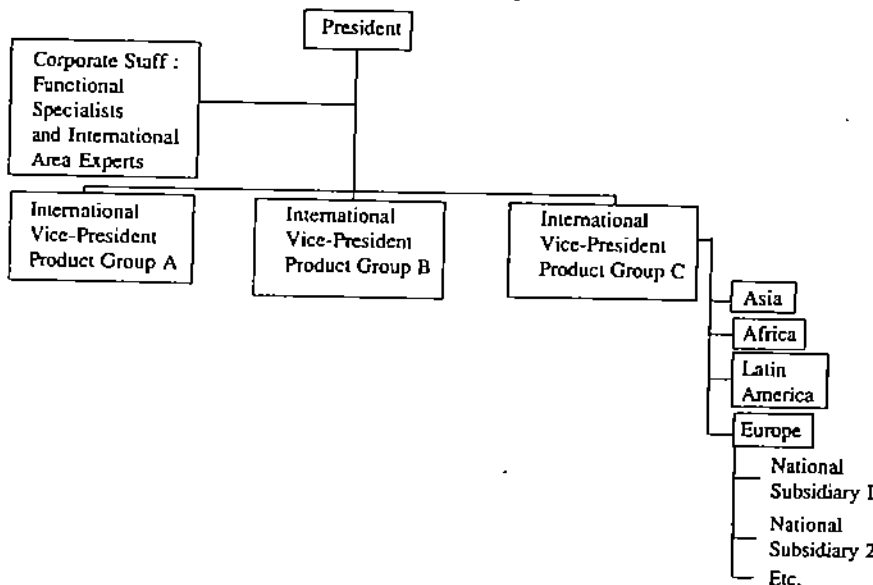 President
Corporate Staff :
Functional
Specialists
and International
Area Experts
International
Vice-President
Product Group A
International
Vice-President
Product Group B
International
Vice-President
Product Group C
Asia
Africa
Latin
America
Europe
National
Subsidiary 1
National
Subsidiary 2
Etc.